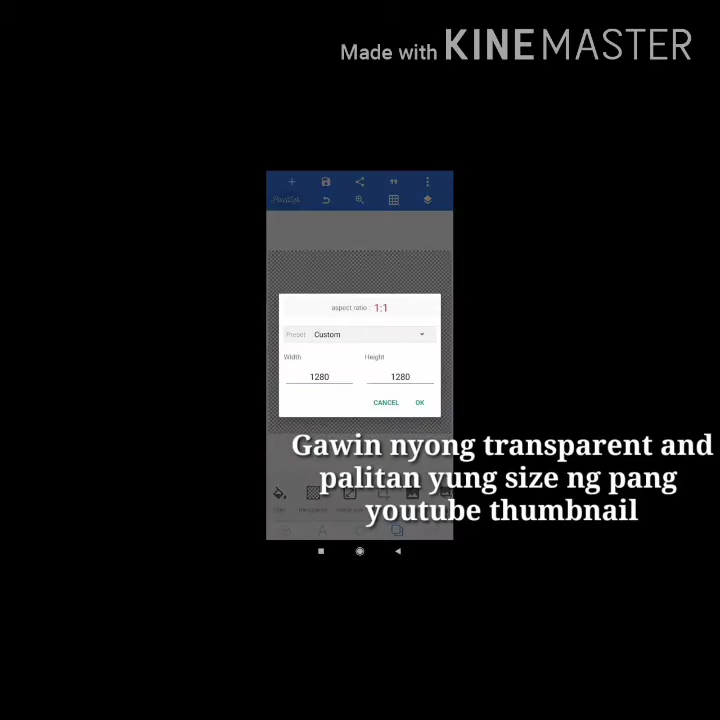 Made with KINEMASTER
PixelLab
aspect ratio : 1:1
Preset Custom
Width Height
1280 1280
CANCEL OK
Gawin nyong transparent and
palitan yung size ng pang
youtube thumbnail